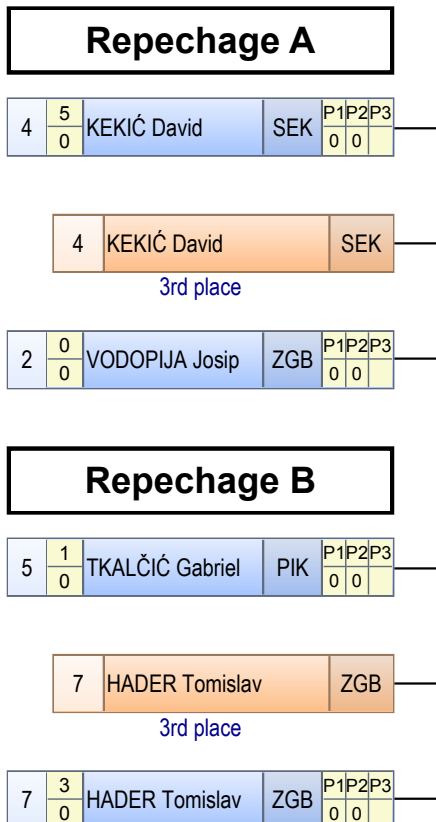 Repechage A
5 P1 P2 P3
4 KEKIĆ David SEK
0 0 0
4 KEKIĆ David SEK
3rd place
0 P1 P2 P3
2 VODOPIJA Josip ZGB
0 0 0
Repechage B
1 P1 P2 P3
5 TKALČIĆ Gabriel PIK
0 0 0
7 HADER Tomislav ZGB
3rd place
3 P1 P2 P3
7 HADER Tomislav ZGB
0 0 0